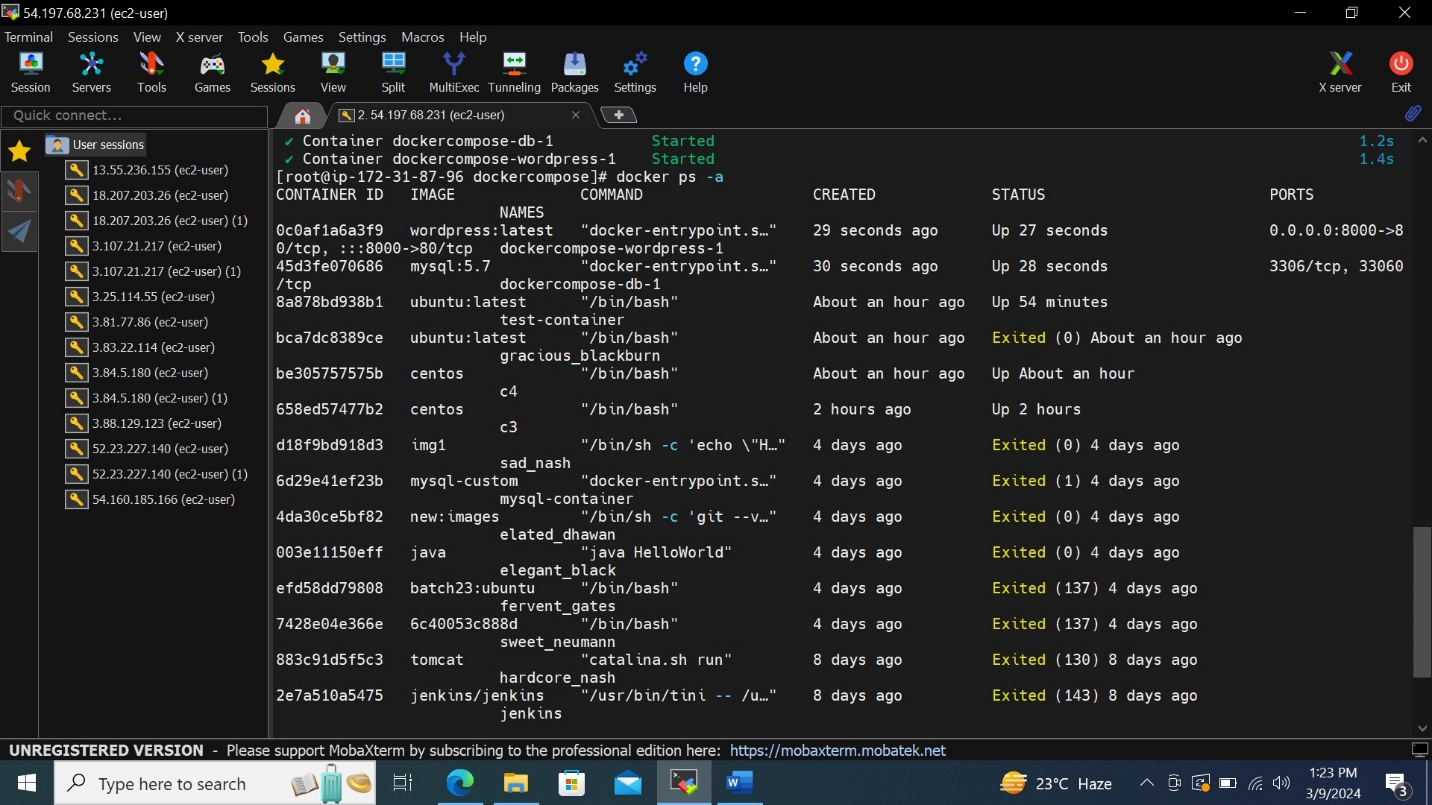 54.197.68.231 (ec2-user)
Terminal Sessions View X server Tools Games Settings Macros Help
Session Servers Tools Games Sessions View Split MultiExec Tunneling Packages Settings Help X server Exit
Quick connect...
2. 54.197.68.231 (ec2-user)
User sessions
13.55.236.155 (ec2-user)
18.207.203.26 (ec2-user)
18.207.203.26 (ec2-user) (1)
3.107.21.217 (ec2-user)
3.107.21.217 (ec2-user) (1)
3.25.114.55 (ec2-user)
3.81.77.86 (ec2-user)
3.83.22.114 (ec2-user)
3.84.5.180 (ec2-user)
3.84.5.180 (ec2-user) (1)
3.88.129.123 (ec2-user)
52.23.227.140 (ec2-user)
52.23.227.140 (ec2-user) (1)
54.160.185.166 (ec2-user)
✔ Container dockercompose-db-1 Started 1.2s
✔ Container dockercompose-wordpress-1 Started 1.4s
[root@ip-172-31-87-96 dockercompose]# docker ps -a
CONTAINER ID IMAGE COMMAND CREATED STATUS PORTS
NAMES
0c0af1a6a3f9 wordpress:latest "docker-entrypoint.s…" 29 seconds ago Up 27 seconds 0.0.0.0:8000->8
0/tcp, :::8000->80/tcp dockercompose-wordpress-1
45d3fe070686 mysql:5.7 "docker-entrypoint.s…" 30 seconds ago Up 28 seconds 3306/tcp, 33060
/tcp dockercompose-db-1
8a878bd938b1 ubuntu:latest "/bin/bash" About an hour ago Up 54 minutes
test-container
bca7dc8389ce ubuntu:latest "/bin/bash" About an hour ago Exited (0) About an hour ago
gracious_blackburn
be305757575b centos "/bin/bash" About an hour ago Up About an hour
c4
658ed57477b2 centos "/bin/bash" 2 hours ago Up 2 hours
c3
d18f9bd918d3 img1 "/bin/sh -c 'echo \"H…" 4 days ago Exited (0) 4 days ago
sad_nash
6d29e41ef23b mysql-custom "docker-entrypoint.s…" 4 days ago Exited (1) 4 days ago
mysql-container
4da30ce5bf82 new:images "/bin/sh -c 'git --v…" 4 days ago Exited (0) 4 days ago
elated_dhawan
003e11150eff java "java HelloWorld" 4 days ago Exited (0) 4 days ago
elegant_black
efd58dd79808 batch23:ubuntu "/bin/bash" 4 days ago Exited (137) 4 days ago
fervent_gates
7428e04e366e 6c40053c888d "/bin/bash" 4 days ago Exited (137) 4 days ago
sweet_neumann
883c91d5f5c3 tomcat "catalina.sh run" 8 days ago Exited (130) 8 days ago
hardcore_nash
2e7a510a5475 jenkins/jenkins "/usr/bin/tini -- /u…" 8 days ago Exited (143) 8 days ago
jenkins
UNREGISTERED VERSION - Please support MobaXterm by subscribing to the professional edition here: https://mobaxterm.mobatek.net
Type here to search
23°C Haze
1:23 PM
3/9/2024
3